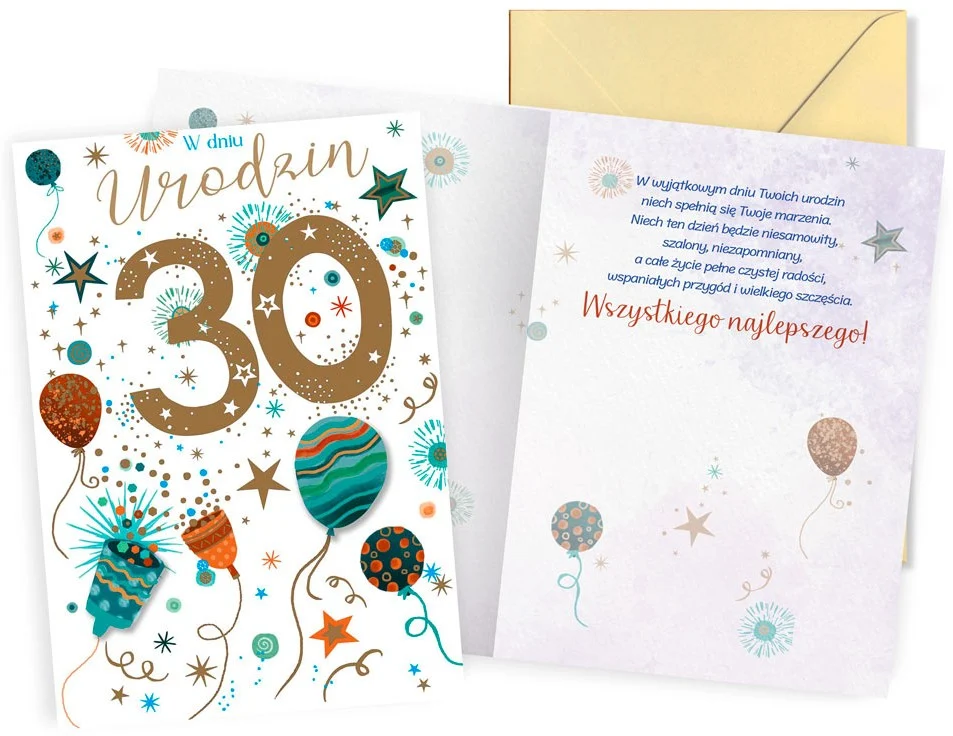 W dniu
Urodzin
30
W wyjątkowym dniu Twoich urodzin
niech spełnią się Twoje marzenia.
Niech ten dzień będzie niesamowity,
szalony, niezapomniany,
a całe życie pełne czystej radości,
wspaniałych przygód i wielkiego szczęścia.
Wszystkiego najlepszego!